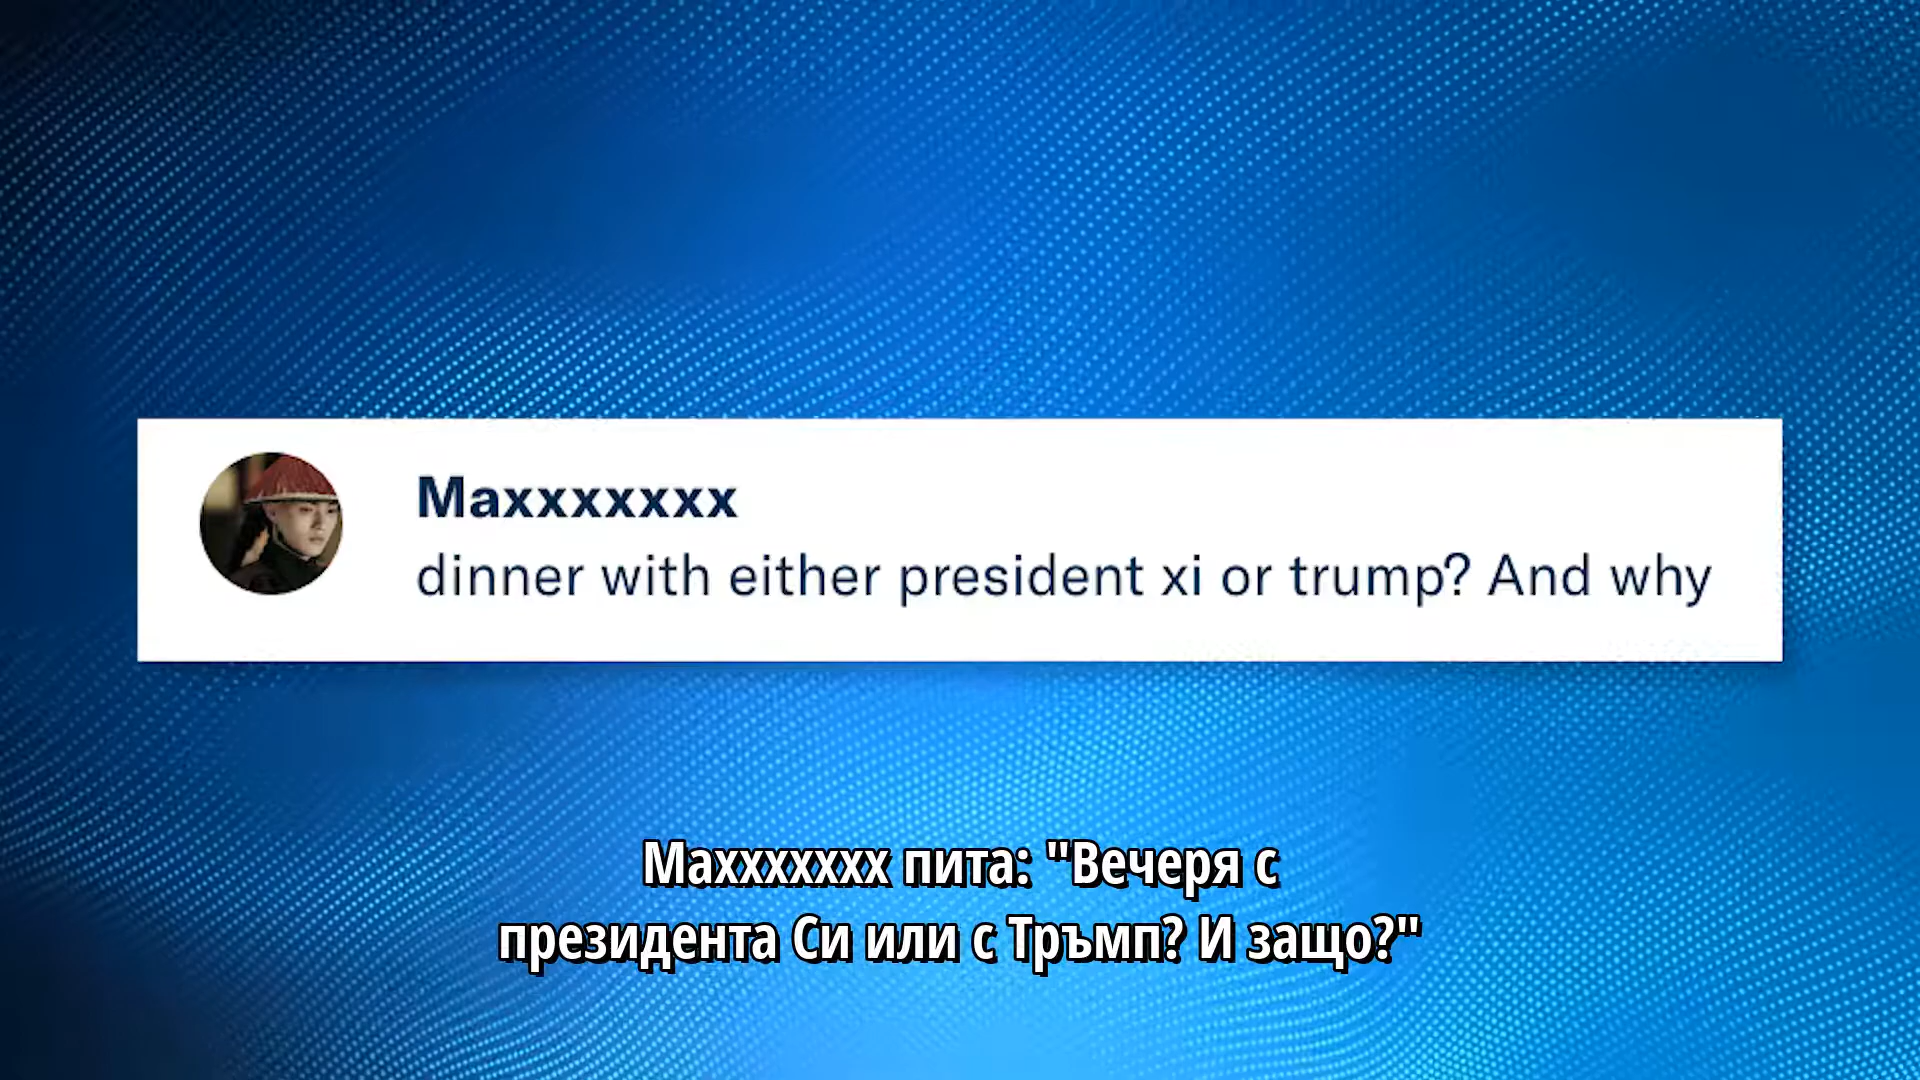 Maxxxxxxx
dinner with either president xi or trump? And why
Maxxxxxxx пита: "Вечеря с
президента Си или с Тръмп? И защо?"